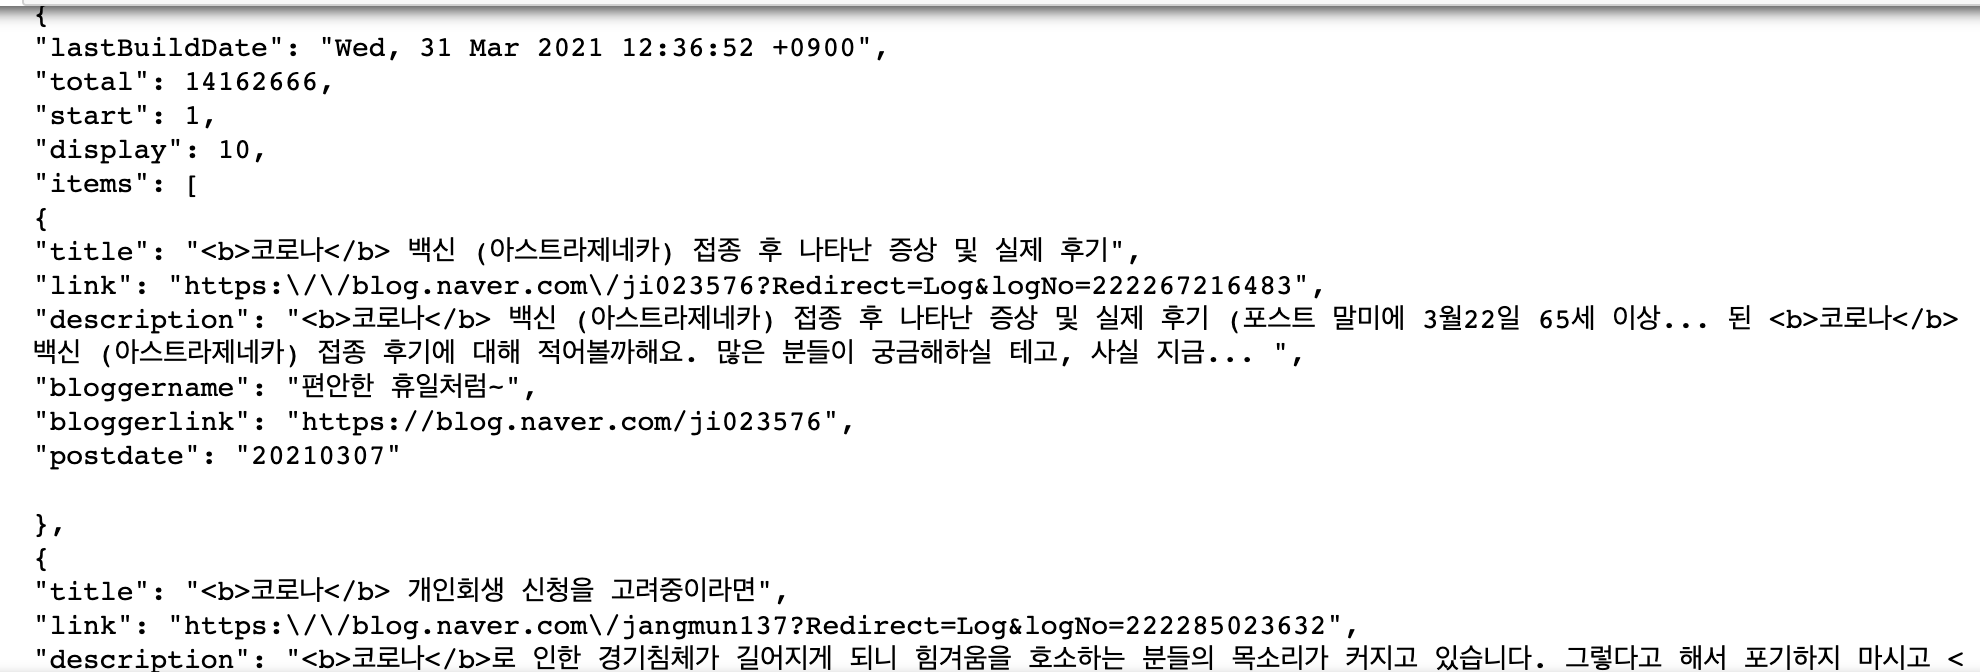 {
"lastBuildDate": "Wed, 31 Mar 2021 12:36:52 +0900",
"total": 14162666,
"start": 1,
"display": 10,
"items": [
{
"title": "<b>코로나</b> 백신 (아스트라제네카) 접종 후 나타난 증상 및 실제 후기",
"link": "https:\/\/blog.naver.com\/ji023576?Redirect=Log&logNo=222267216483",
"description": "<b>코로나</b> 백신 (아스트라제네카) 접종 후 나타난 증상 및 실제 후기 (포스트 말미에 3월22일 65세 이상... 된 <b>코로나</b>
백신 (아스트라제네카) 접종 후기에 대해 적어볼까해요. 많은 분들이 궁금해하실 테고, 사실 지금... ",
"bloggername": "편안한 휴일처럼~",
"bloggerlink": "https://blog.naver.com/ji023576",
"postdate": "20210307"
},
{
"title": "<b>코로나</b> 개인회생 신청을 고려중이라면",
"link": "https:\/\/blog.naver.com\/jangmun137?Redirect=Log&logNo=222285023632",
"description": "<b>코로나</b>로 인한 경기침체가 길어지게 되니 힘겨움을 호소하는 분들의 목소리가 커지고 있습니다. 그렇다고 해서 포기하지 마시고 <